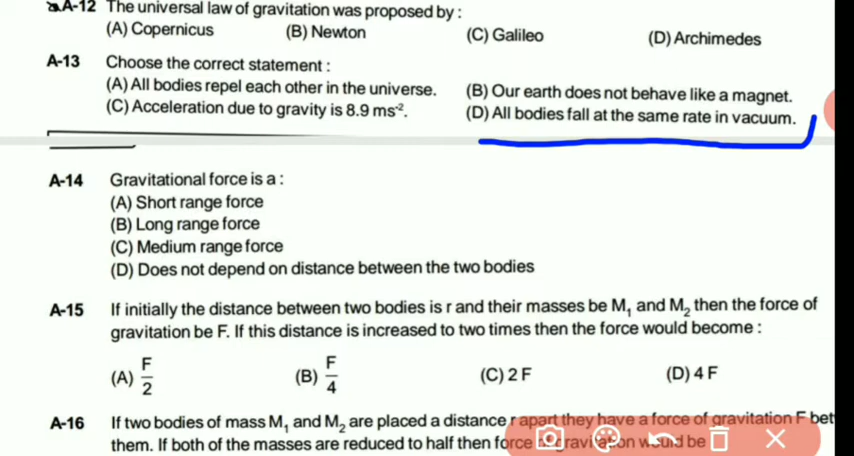 A-12 The universal law of gravitation was proposed by :
(A) Copernicus (B) Newton (C) Galileo (D) Archimedes
A-13 Choose the correct statement :
(A) All bodies repel each other in the universe. (B) Our earth does not behave like a magnet.
(C) Acceleration due to gravity is 8.9 ms⁻². (D) All bodies fall at the same rate in vacuum.
A-14 Gravitational force is a :
(A) Short range force
(B) Long range force
(C) Medium range force
(D) Does not depend on distance between the two bodies
A-15 If initially the distance between two bodies is r and their masses be M₁ and M₂ then the force of
gravitation be F. If this distance is increased to two times then the force would become :
(A) F/2 (B) F/4 (C) 2 F (D) 4 F
A-16 If two bodies of mass M₁ and M₂ are placed a distance r apart they have a force of gravitation F bet
them. If both of the masses are reduced to half then force of gravitation would be